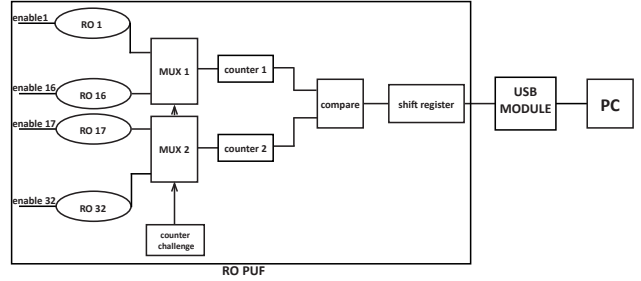 enable1
RO 1
MUX 1
counter 1
enable 16
RO 16
enable 17
RO 17
MUX 2
counter 2
compare
shift register
USB
MODULE
PC
enable 32
RO 32
counter
challenge
RO PUF